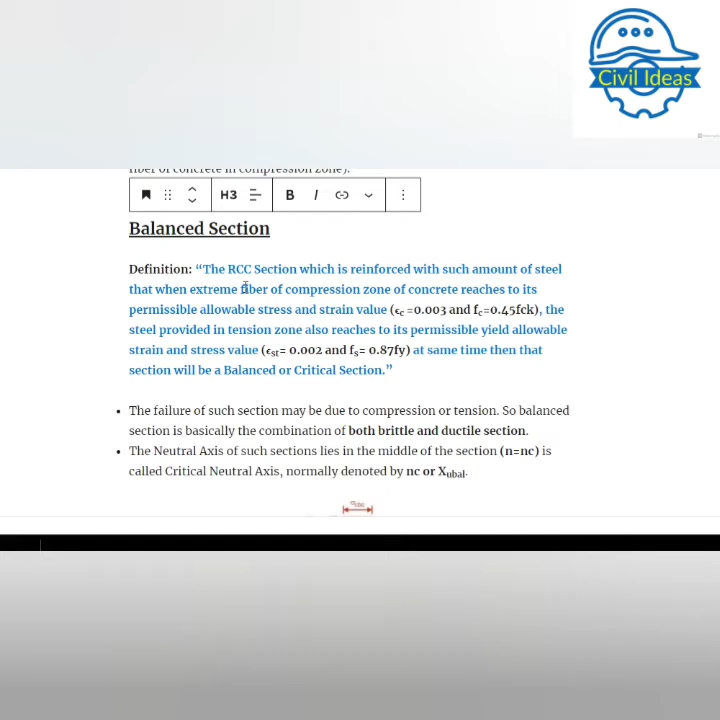 Civil Ideas
fiber of concrete in compression zone).
H3 B I
Balanced Section
Definition: “The RCC Section which is reinforced with such amount of steel
that when extreme fiber of compression zone of concrete reaches to its
permissible allowable stress and strain value (ϵc =0.003 and fc=0.45fck), the
steel provided in tension zone also reaches to its permissible yield allowable
strain and stress value (ϵst= 0.002 and fs= 0.87fy) at same time then that
section will be a Balanced or Critical Section.”
• The failure of such section may be due to compression or tension. So balanced
section is basically the combination of both brittle and ductile section.
• The Neutral Axis of such sections lies in the middle of the section (n=nc) is
called Critical Neutral Axis, normally denoted by nc or Xubal.